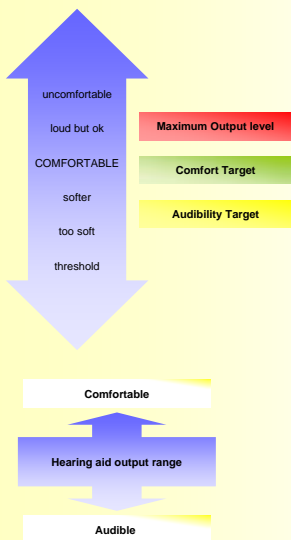 uncomfortable
loud but ok
Maximum Output level
COMFORTABLE
Comfort Target
softer
Audibility Target
too soft
threshold
Comfortable
Hearing aid output range
Audible